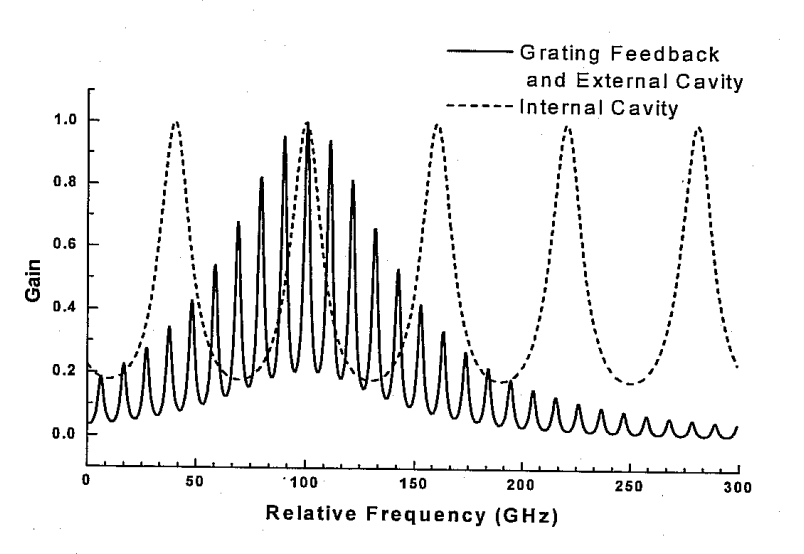 Grating Feedback
and External Cavity
Internal Cavity
1.0
0.8
0.6
0.4
0.2
0.0
Gain
0 50 100 150 200 250 300
Relative Frequency (GHz)